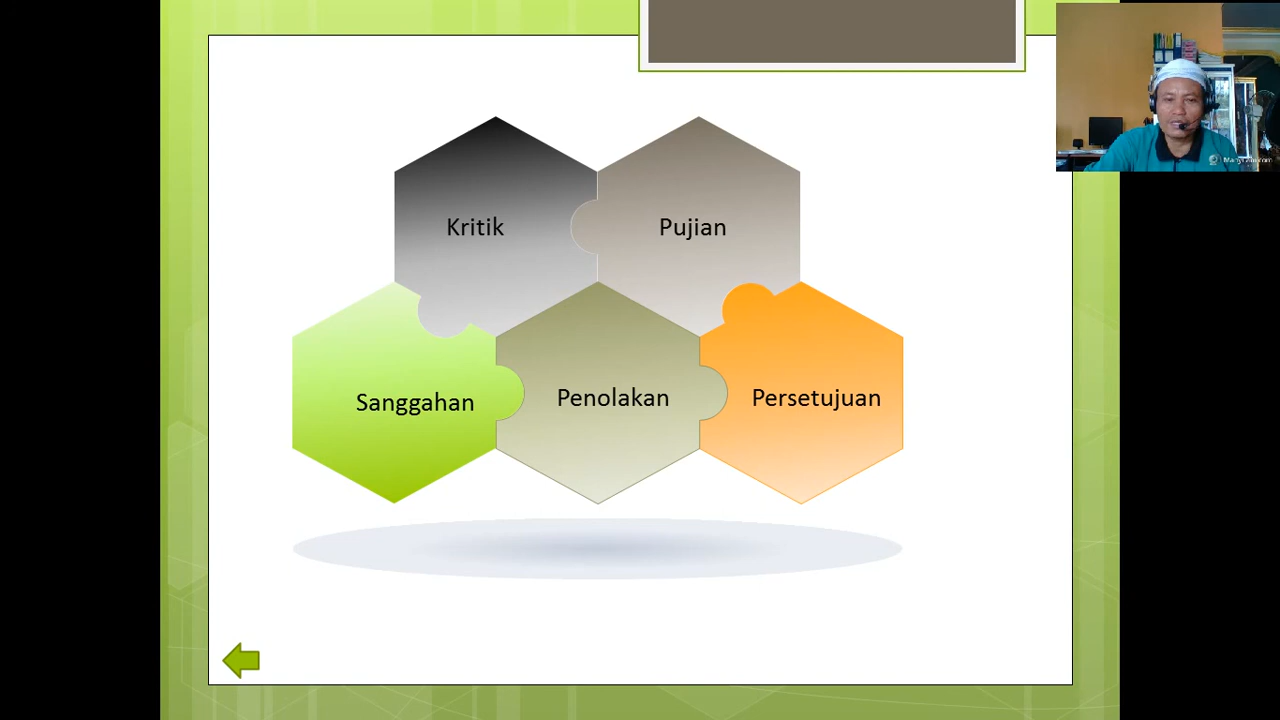 Kritik
Pujian
Sanggahan
Penolakan
Persetujuan